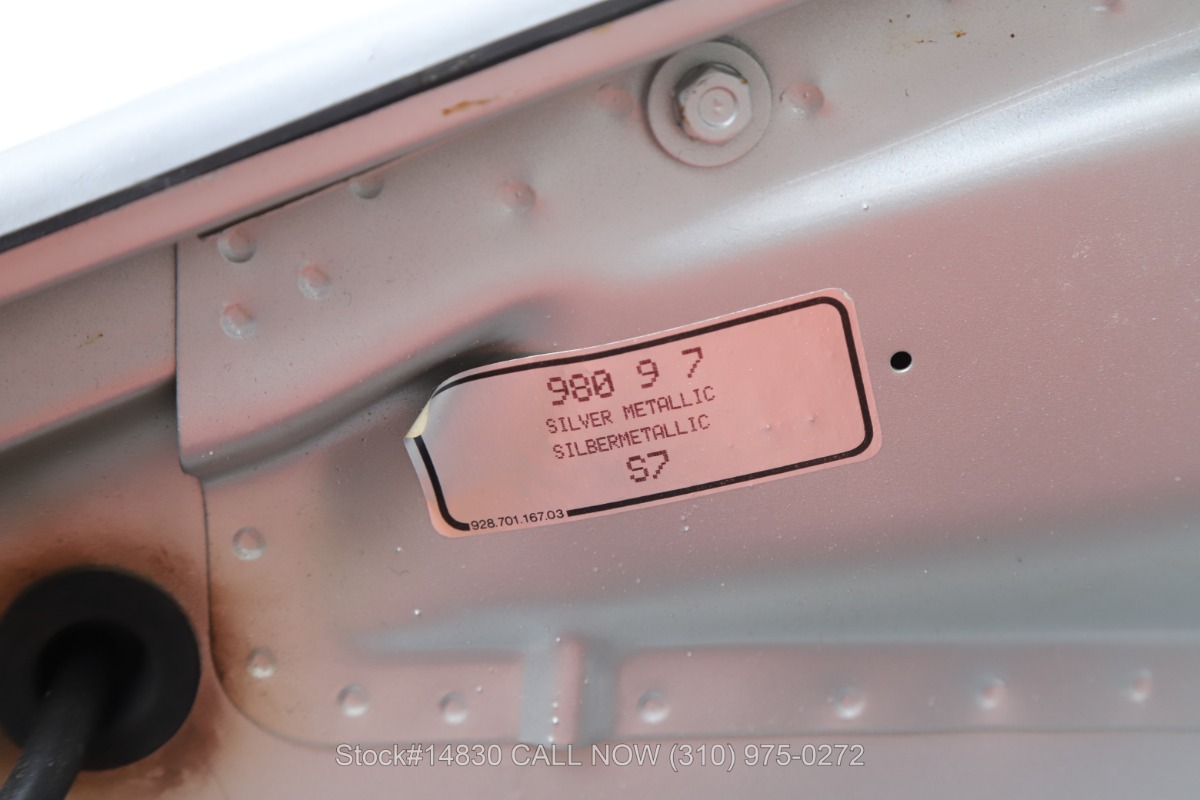 980 9 7
SILVER METALLIC
SILBERMETALLIC
S7
928.701.167.03
Stock#14830 CALL NOW (310) 975-0272